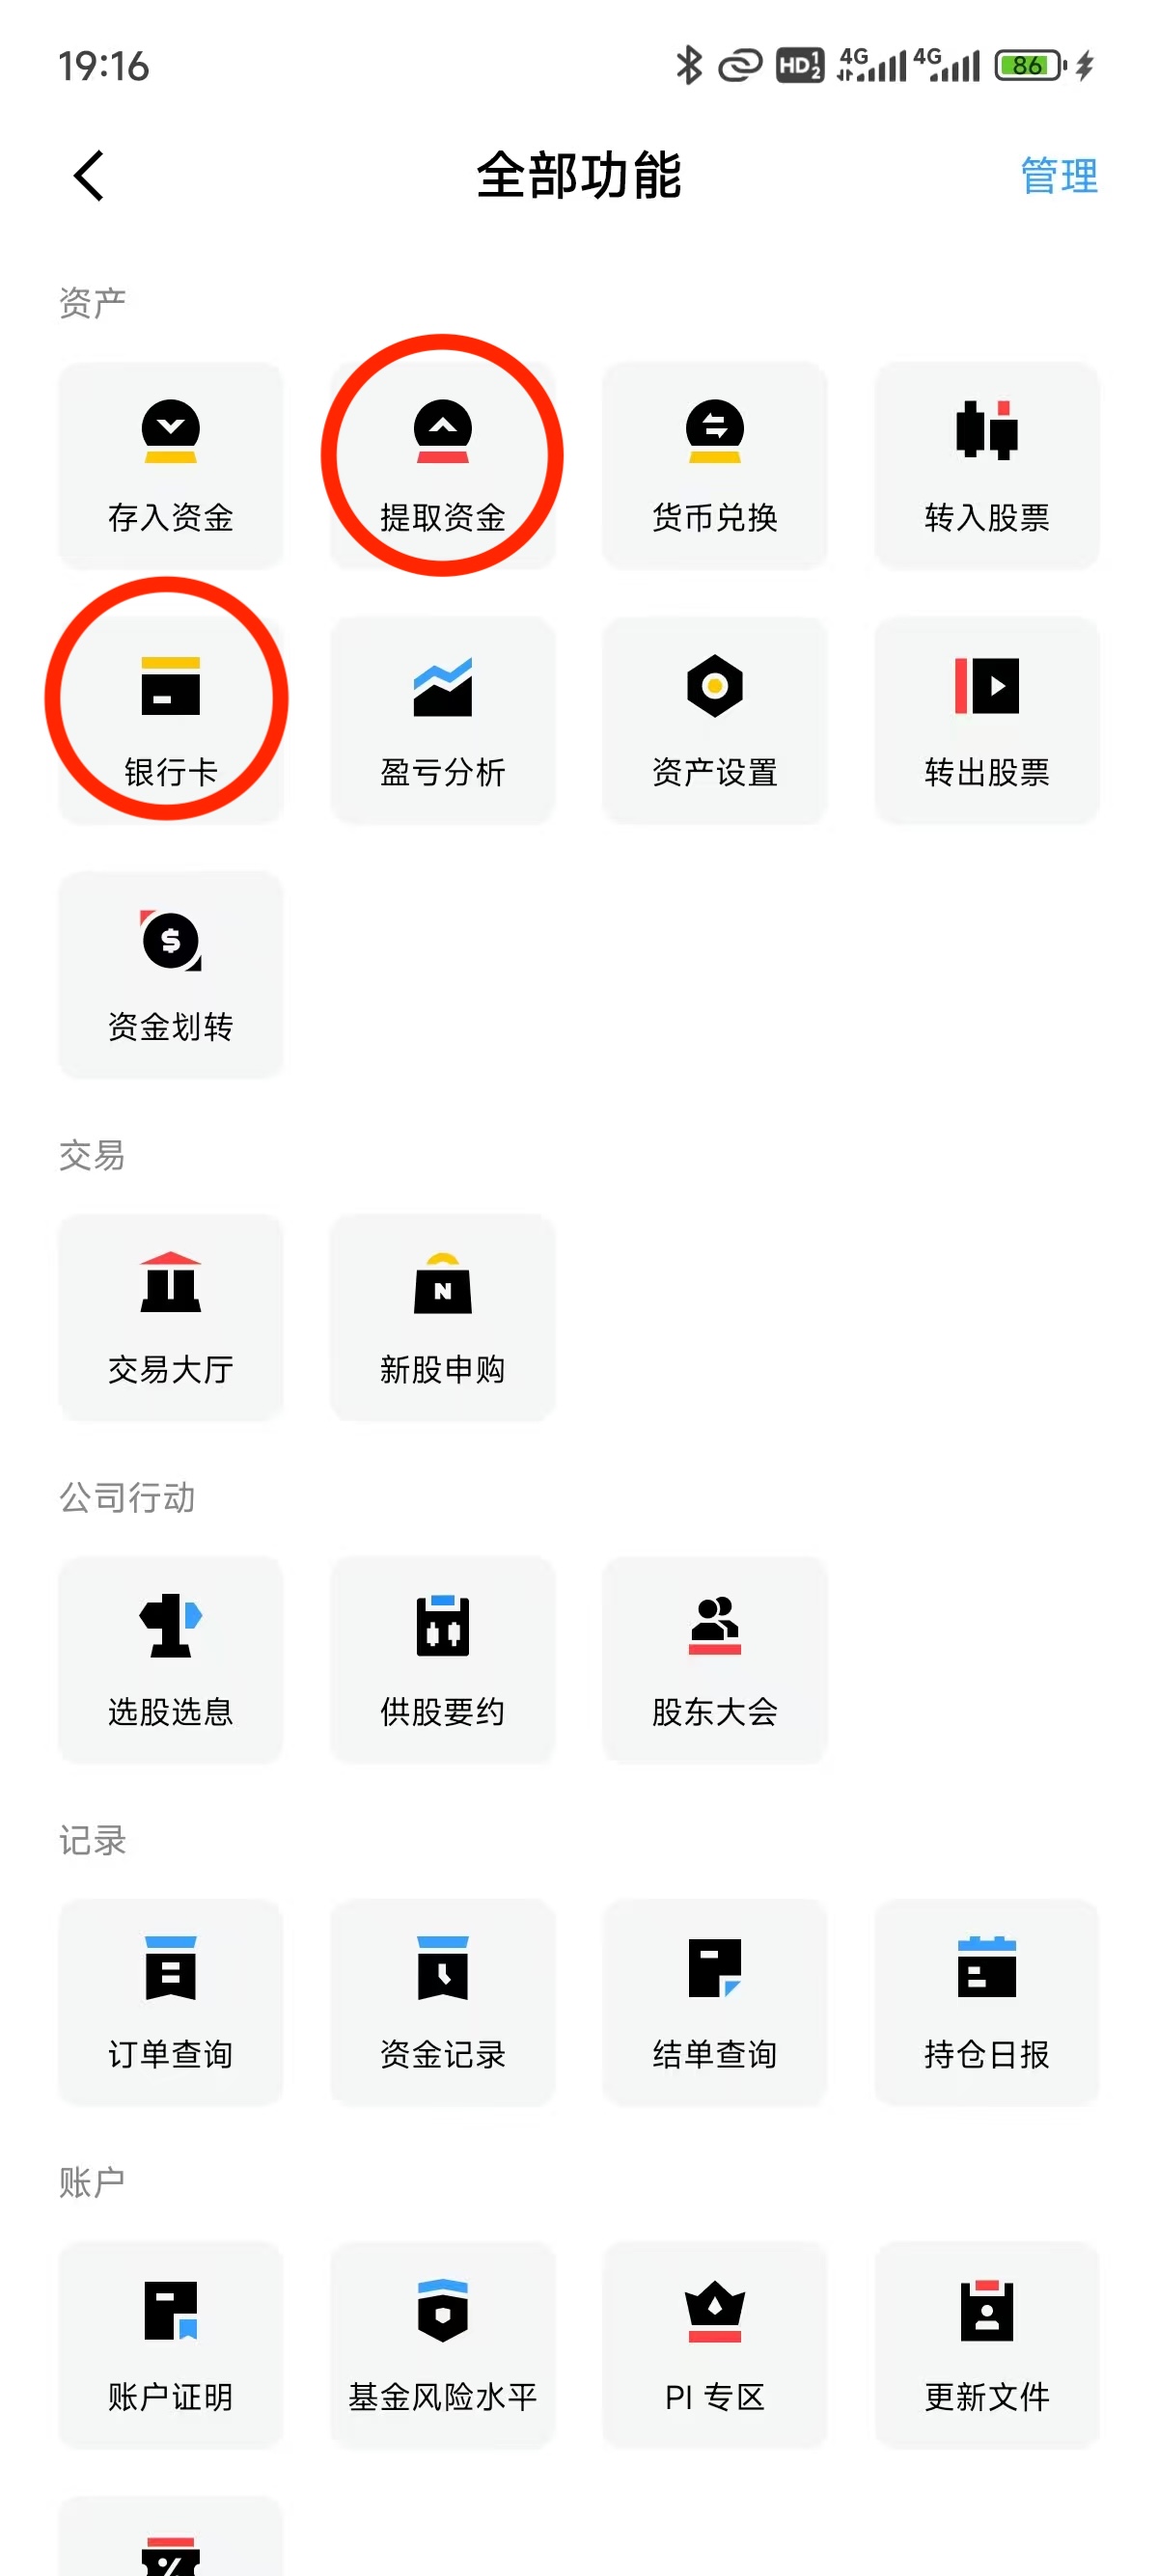 19:16 HD 1 2 4G 4G 86
全部功能 管理
资产
存入资金 提取资金 货币兑换 转入股票
银行卡 盈亏分析 资产设置 转出股票
$
资金划转
交易
N
交易大厅 新股申购
公司行动
选股选息 供股要约 股东大会
记录
订单查询 资金记录 结单查询 持仓日报
账户
账户证明 基金风险水平 PI 专区 更新文件
%